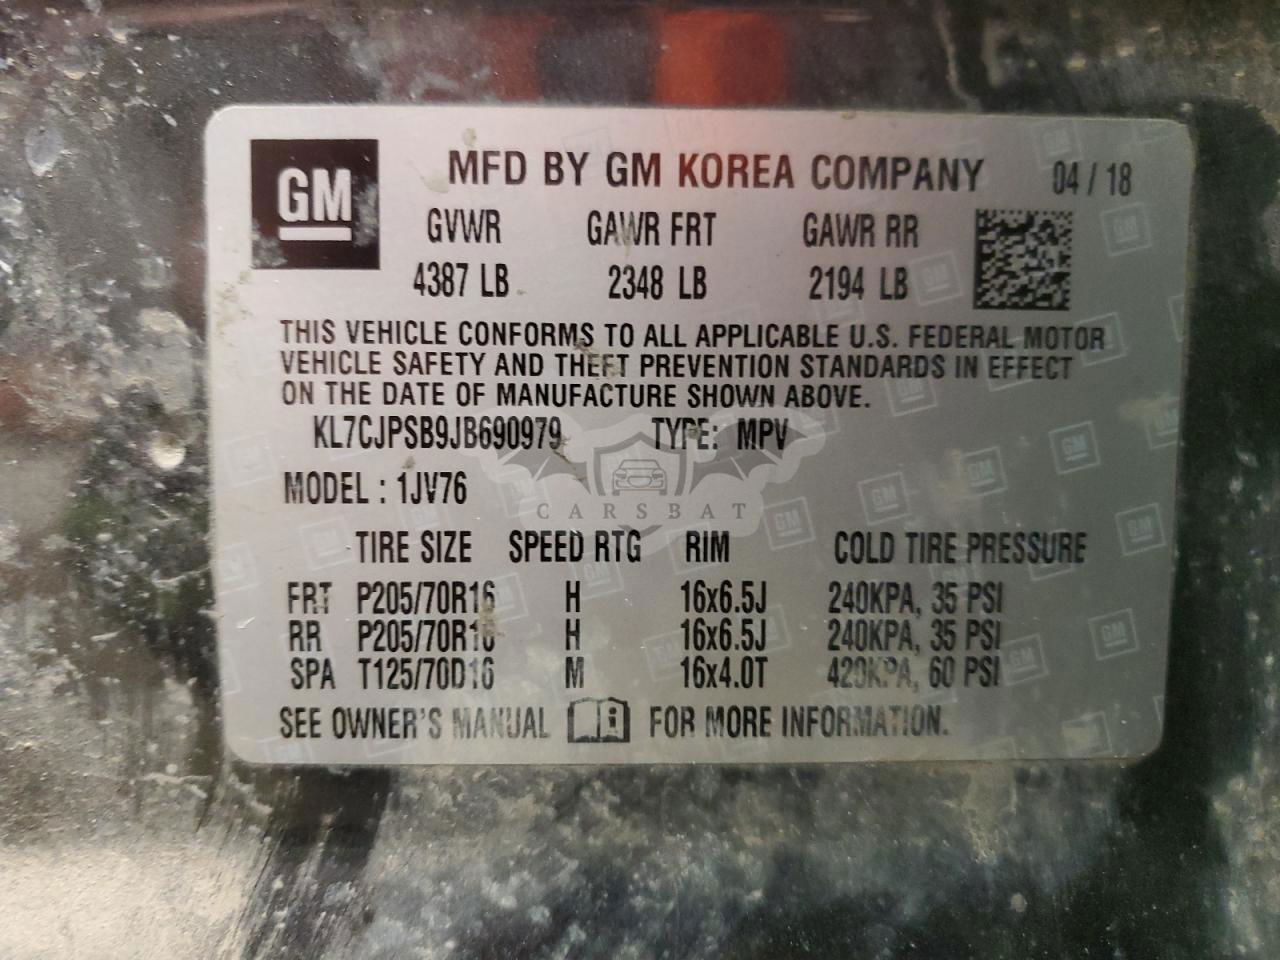 GM MFD BY GM KOREA COMPANY 04 / 18
GVWR GAWR FRT GAWR RR
4387 LB 2348 LB 2194 LB
THIS VEHICLE CONFORMS TO ALL APPLICABLE U.S. FEDERAL MOTOR
VEHICLE SAFETY AND THEFT PREVENTION STANDARDS IN EFFECT
ON THE DATE OF MANUFACTURE SHOWN ABOVE.
KL7CJPSB9JB690979 TYPE: MPV
MODEL : 1JV76
CARSBAT
TIRE SIZE SPEED RTG RIM COLD TIRE PRESSURE
FRT P205/70R16 H 16x6.5J 240KPA, 35 PSI
RR P205/70R16 H 16x6.5J 240KPA, 35 PSI
SPA T125/70D16 M 16x4.0T 420KPA, 60 PSI
SEE OWNER'S MANUAL i FOR MORE INFORMATION.